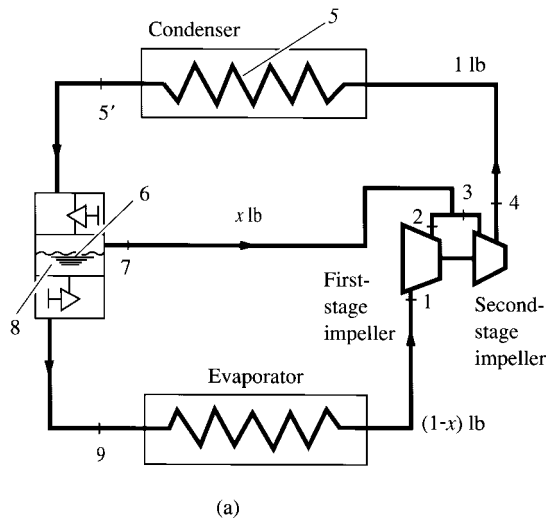 Condenser
5
1 lb
5′
6
x lb
7
2
3
4
First-
stage
impeller
1
Second-
stage
impeller
8
Evaporator
9
(1-x) lb
(a)